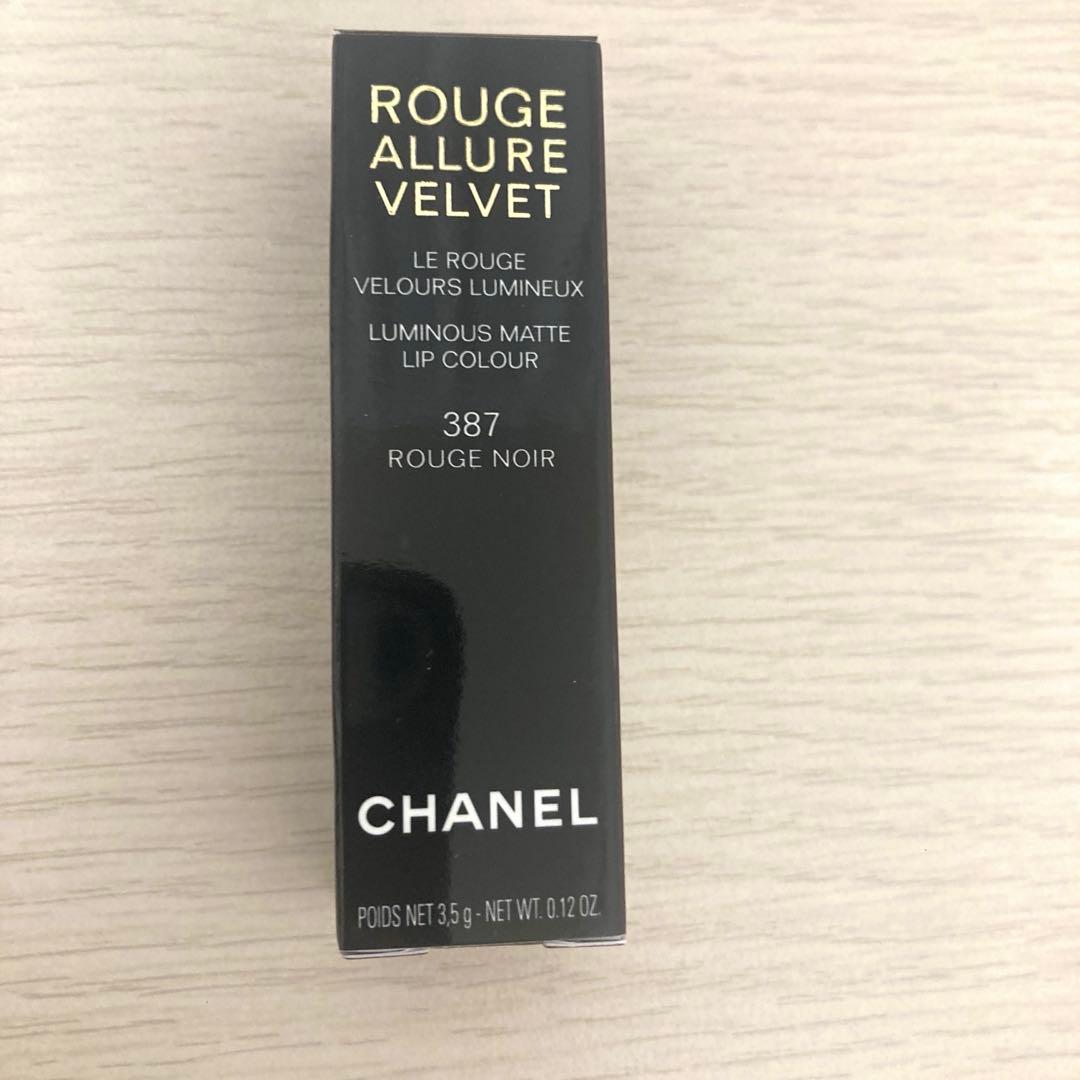 ROUGE
ALLURE
VELVET
LE ROUGE
VELOURS LUMINEUX
LUMINOUS MATTE
LIP COLOUR
387
ROUGE NOIR
CHANEL
POIDS NET 3,5 g - NET WT. 0.12 OZ.